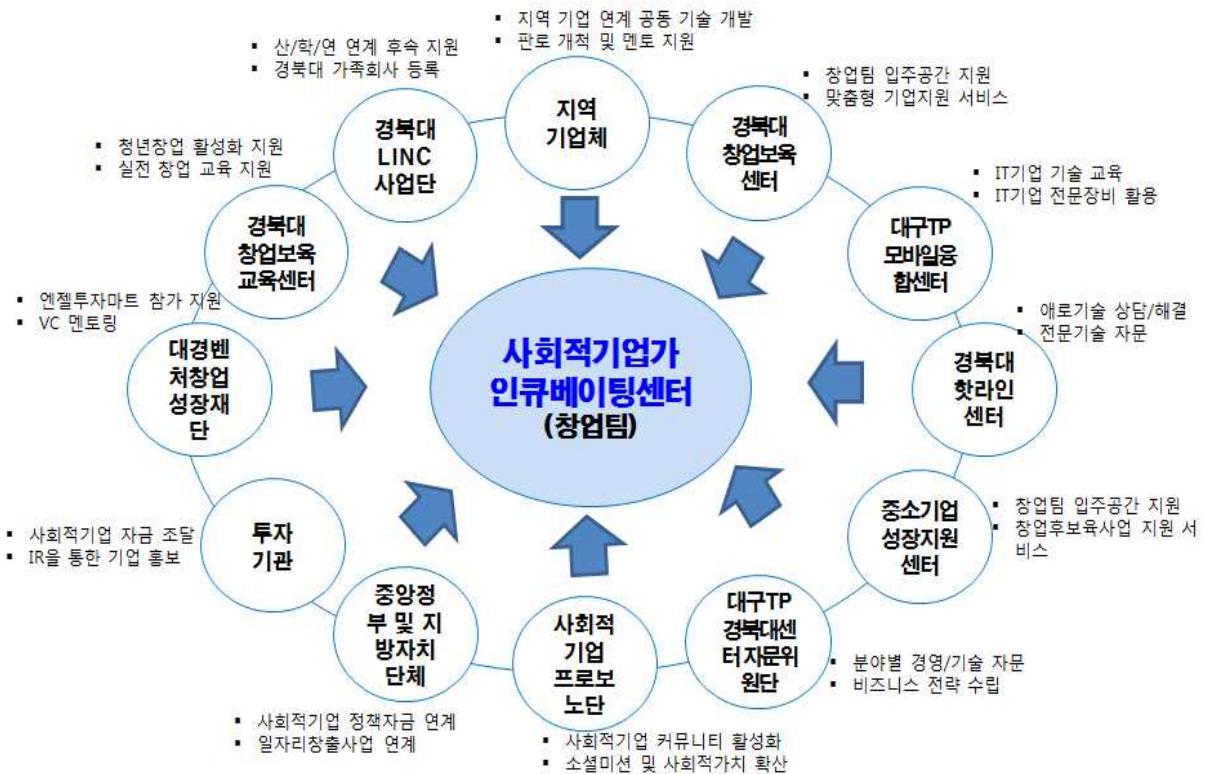 ▪ 지역 기업 연계 공동 기술 개발
▪ 판로 개척 및 멘토 지원
지역
기업체
▪ 창업팀 입주공간 지원
▪ 맞춤형 기업지원 서비스
경북대
창업보육
센터
▪ IT기업 기술 교육
▪ IT기업 전문장비 활용
대구TP
모바일융
합센터
▪ 애로기술 상담/해결
▪ 전문기술 자문
경북대
핫라인
센터
▪ 창업팀 입주공간 지원
▪ 창업후보육사업 지원 서
비스
중소기업
성장지원
센터
▪ 분야별 경영/기술 자문
▪ 비즈니스 전략 수립
대구TP
경북대센
터 자문위
원단
▪ 사회적기업 커뮤니티 활성화
▪ 소셜미션 및 사회적가치 확산
사회적
기업
프로보
노단
▪ 사회적기업 정책자금 연계
▪ 일자리창출사업 연계
중앙정
부 및 지
방자치
단체
▪ 사회적기업 자금 조달
▪ IR을 통한 기업 홍보
투자
기관
▪ 엔젤투자마트 참가 지원
▪ VC 멘토링
대경벤
처창업
성장재
단
▪ 청년창업 활성화 지원
▪ 실전 창업 교육 지원
경북대
창업보육
교육센터
▪ 산/학/연 연계 후속 지원
▪ 경북대 가족회사 등록
경북대
LINC
사업단
사회적기업가
인큐베이팅센터
(창업팀)